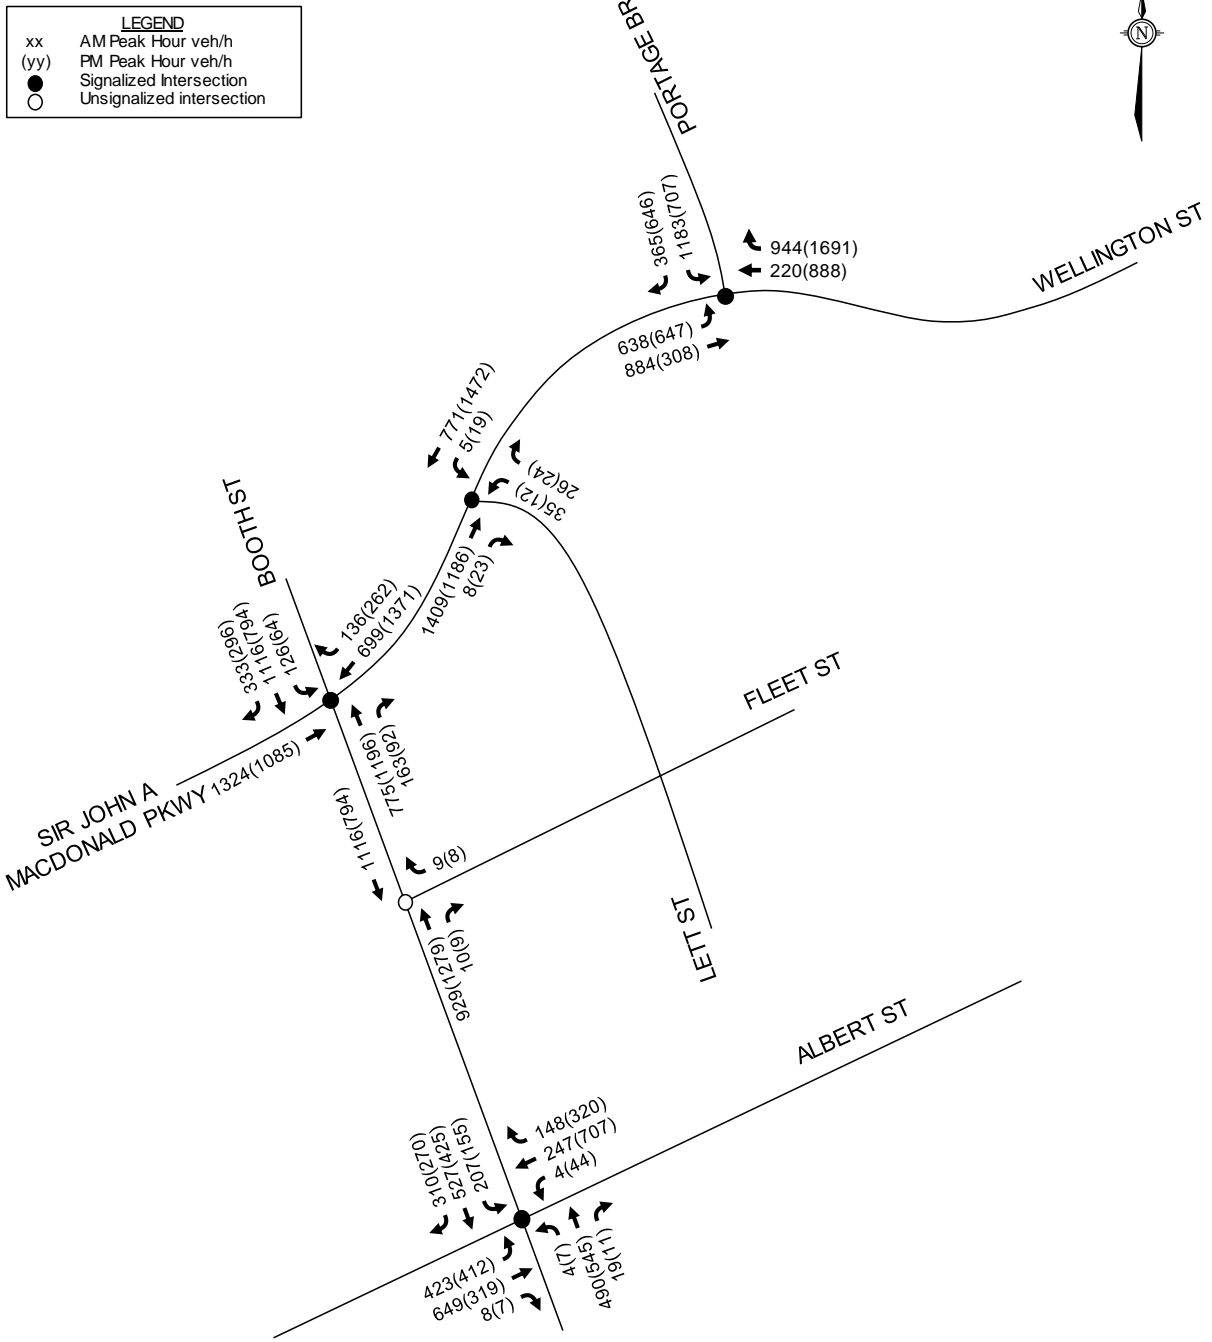 LEGEND
xx AM Peak Hour veh/h
(yy) PM Peak Hour veh/h
Signalized Intersection
Unsignalized intersection
N
PORTAGE BR
WELLINGTON ST
365(646)
1183(707)
944(1691)
220(888)
638(647)
884(308)
771(1472)
5(19)
26(24)
35(12)
1409(1186)
8(23)
BOOTH ST
136(262)
699(1371)
333(296)
1116(794)
126(64)
1324(1085)
775(1196)
163(92)
SIR JOHN A
MACDONALD PKWY
FLEET ST
1116(794)
9(8)
929(1279)
10(9)
LETT ST
ALBERT ST
310(270)
527(425)
207(155)
148(320)
247(707)
4(44)
423(412)
649(319)
8(7)
4(7)
490(545)
19(11)